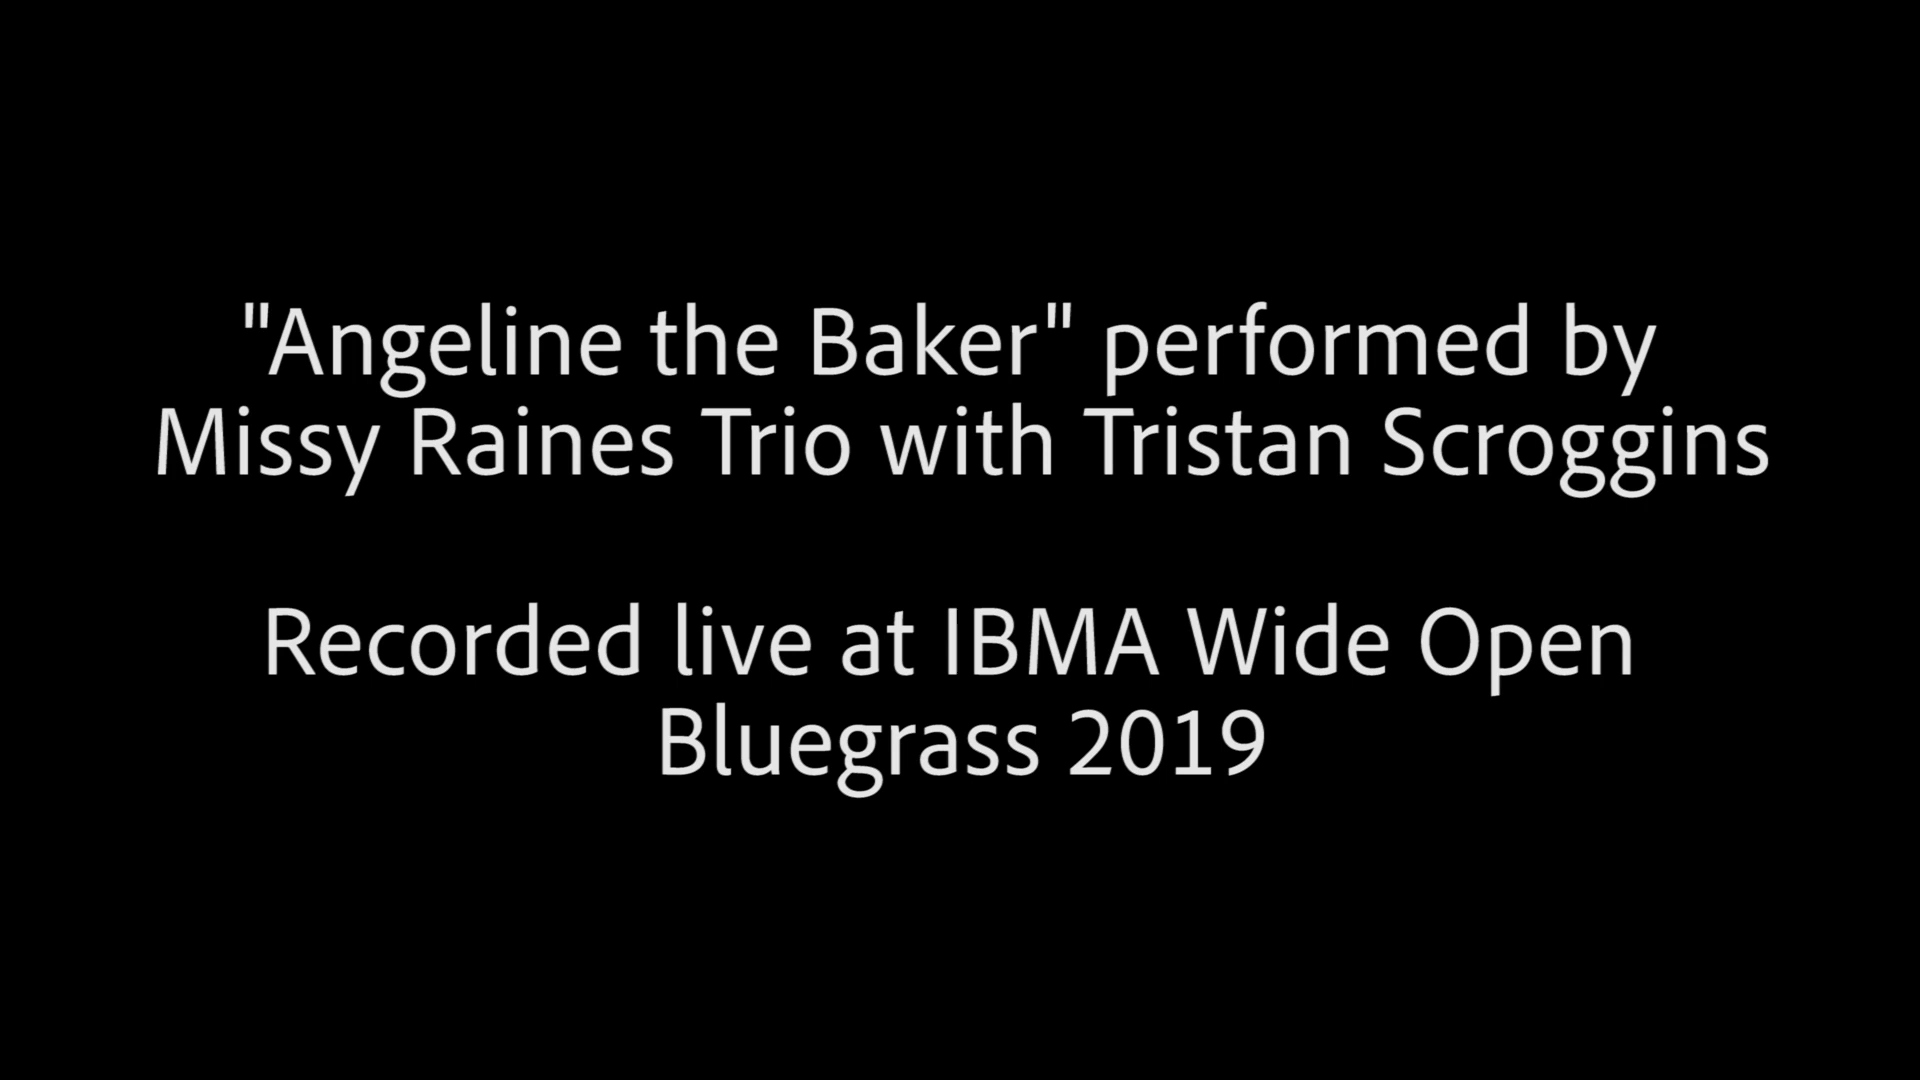 "Angeline the Baker" performed by
Missy Raines Trio with Tristan Scroggins
Recorded live at IBMA Wide Open
Bluegrass 2019